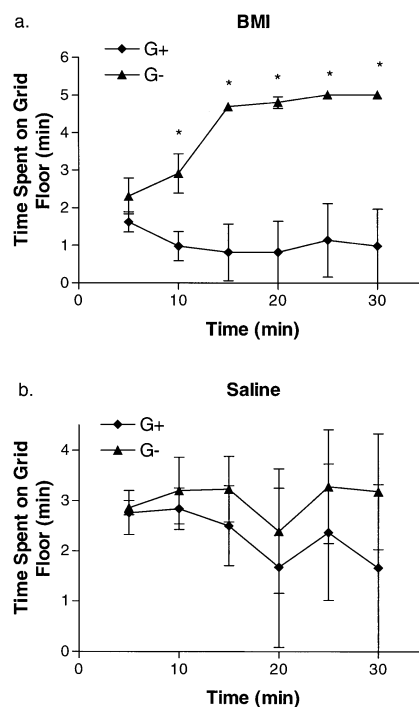 a.
BMI
G+
G-
Time Spent on Grid
Floor (min)
6
5
4
3
2
1
0
* * * * *
0 10 20 30
Time (min)
b.
Saline
G+
G-
Time Spent on Grid
Floor (min)
4
3
2
1
0
0 10 20 30
Time (min)